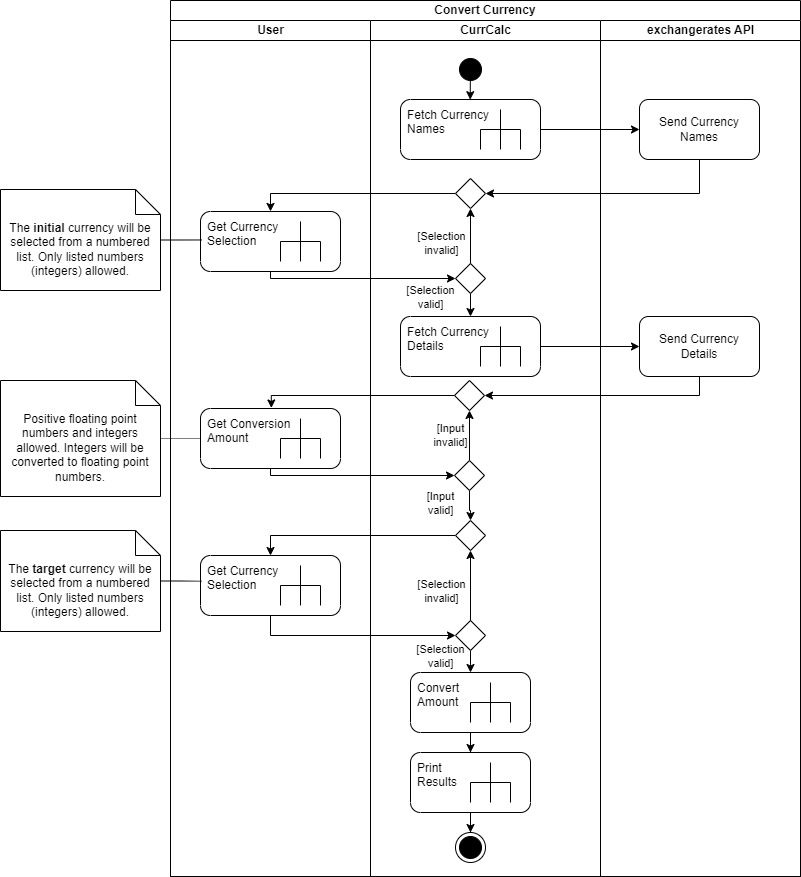 Convert Currency
User
CurrCalc
exchangerates API
Fetch Currency
Names
Send Currency
Names
The initial currency will be
selected from a numbered
list. Only listed numbers
(integers) allowed.
Get Currency
Selection
[Selection
invalid]
[Selection
valid]
Fetch Currency
Details
Send Currency
Details
Positive floating point
numbers and integers
allowed. Integers will be
converted to floating point
numbers.
Get Conversion
Amount
[Input
invalid]
[Input
valid]
The target currency will be
selected from a numbered
list. Only listed numbers
(integers) allowed.
Get Currency
Selection
[Selection
invalid]
[Selection
valid]
Convert
Amount
Print
Results